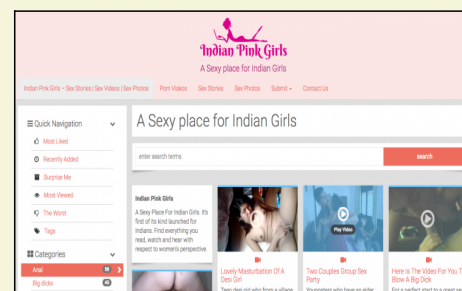 Indian Pink Girls
A Sexy place for Indian Girls
Indian Pink Girls – Sex Stories | Sex Videos | Sex Photos Porn Videos Sex Stories Sex Photos Submit Contact Us
Quick Navigation
Most Liked
Recently Added
Surprise Me
Most Viewed
The Worst
Tags
Categories
Anal
Big dicks
A Sexy place for Indian Girls
enter search terms
search
Indian Pink Girls
A Sexy Place For Indian Girls. It's
first of its kind launched for
Indians. Find everything you
read, watch and hear with
respect to women's perspective.
Play Video
Two Couples Group Sex
Party
Here Is The Video For You T
Blow A Big Dick